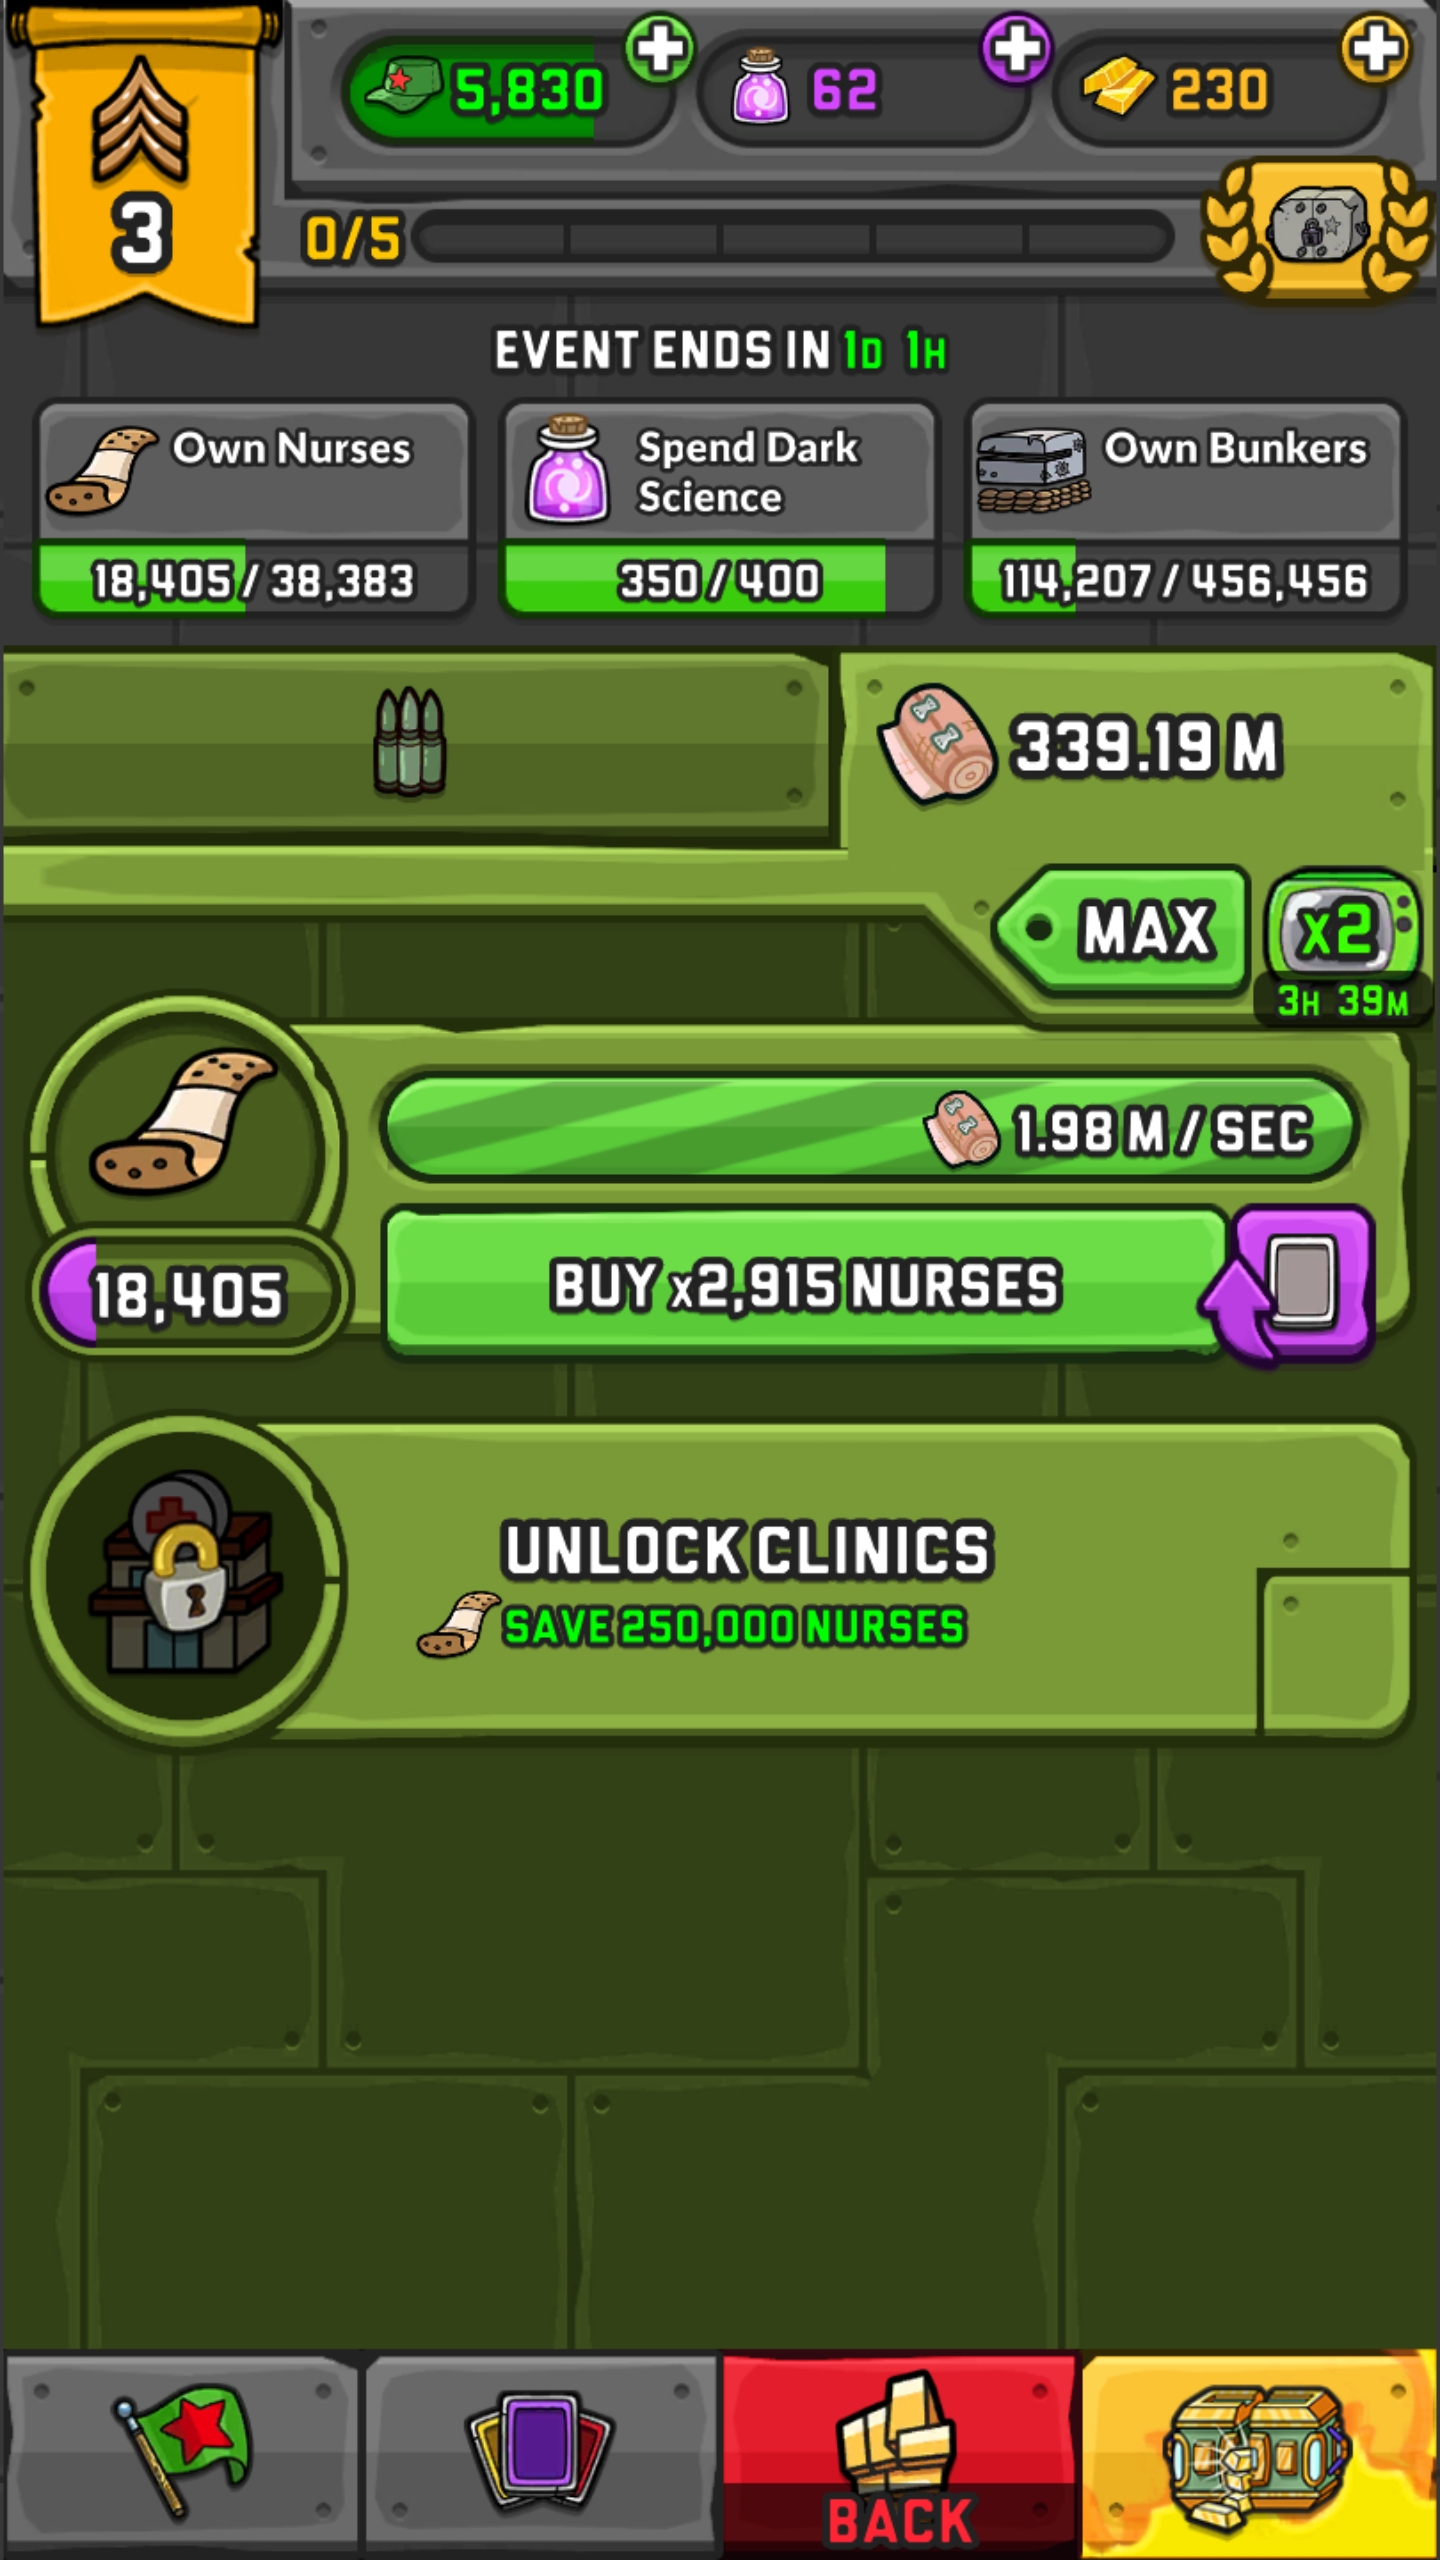 5,830
62
230
3
0/5
EVENT ENDS IN 1D 1H
Own Nurses
18,405 / 38,383
Spend Dark
Science
350 / 400
Own Bunkers
114,207 / 456,456
339.19 M
MAX
x2
3H 39M
1.98 M / SEC
18,405
BUY x2,915 NURSES
UNLOCK CLINICS
SAVE 250,000 NURSES
BACK